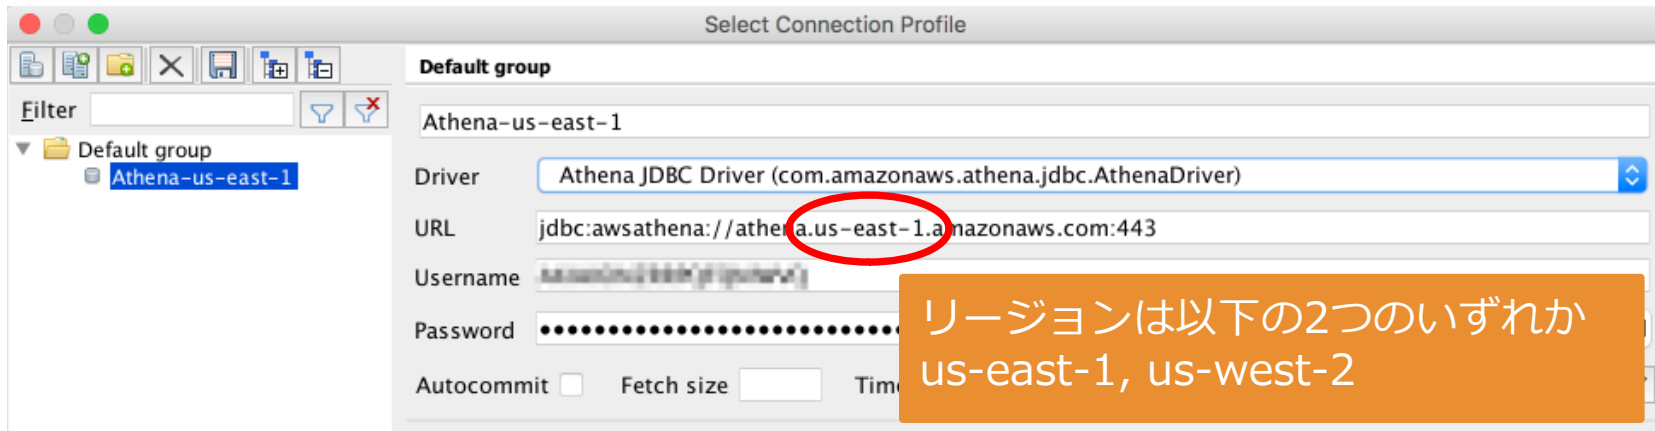 Select Connection Profile
Default group
Filter
Athena-us-east-1
Default group
Athena-us-east-1
Driver Athena JDBC Driver (com.amazonaws.athena.jdbc.AthenaDriver)
URL jdbc:awsathena://athena.us-east-1.amazonaws.com:443
Username
Password
リージョンは以下の2つのいずれか
us-east-1, us-west-2
Autocommit Fetch size